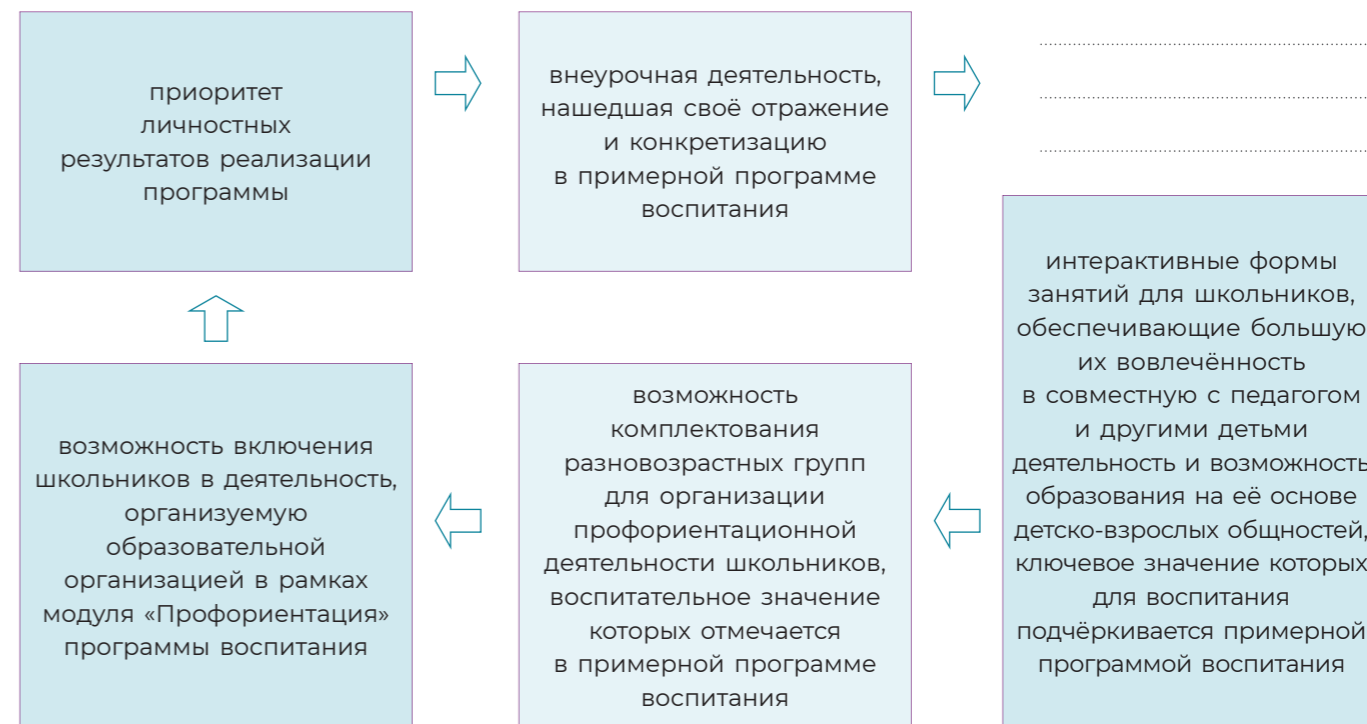 приоритет
личностных
результатов реализации
программы
внеурочная деятельность,
нашедшая своё отражение
и конкретизацию
в примерной программе
воспитания
интерактивные формы
занятий для школьников,
обеспечивающие большую
их вовлечённость
в совместную с педагогом
и другими детьми
деятельность и возможность
образования на её основе
детско-взрослых общностей,
ключевое значение которых
для воспитания
подчёркивается примерной
программой воспитания
возможность
комплектования
разновозрастных групп
для организации
профориентационной
деятельности школьников,
воспитательное значение
которых отмечается
в примерной программе
воспитания
возможность включения
школьников в деятельность,
организуемую
образовательной
организацией в рамках
модуля «Профориентация»
программы воспитания